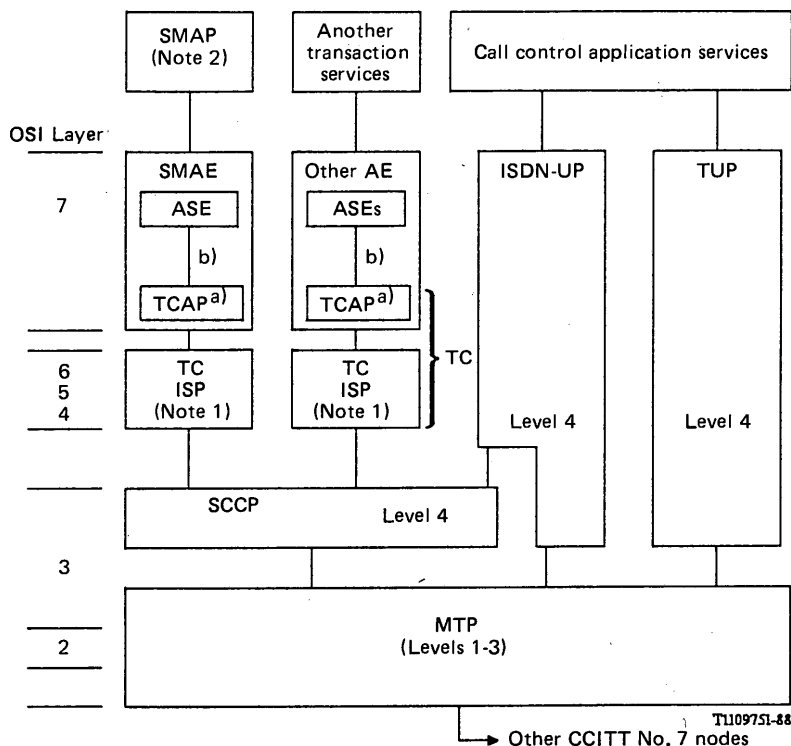 SMAP
(Note 2)
Another
transaction
services
Call control application services
OSI Layer
SMAE
Other AE
ISDN-UP
TUP
7
ASE
ASEs
b)
b)
TCAP a)
TCAP a)
TC
6
5
4
TC
ISP
(Note 1)
TC
ISP
(Note 1)
Level 4
Level 4
SCCP
Level 4
3
MTP
(Levels 1-3)
2
T1109751-88
Other CCITT No. 7 nodes